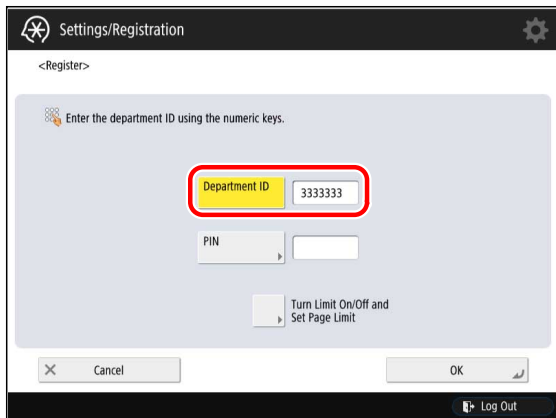 Settings/Registration
<Register>
Enter the department ID using the numeric keys.
Department ID
3333333
PIN
Turn Limit On/Off and
Set Page Limit
Cancel
OK
Log Out